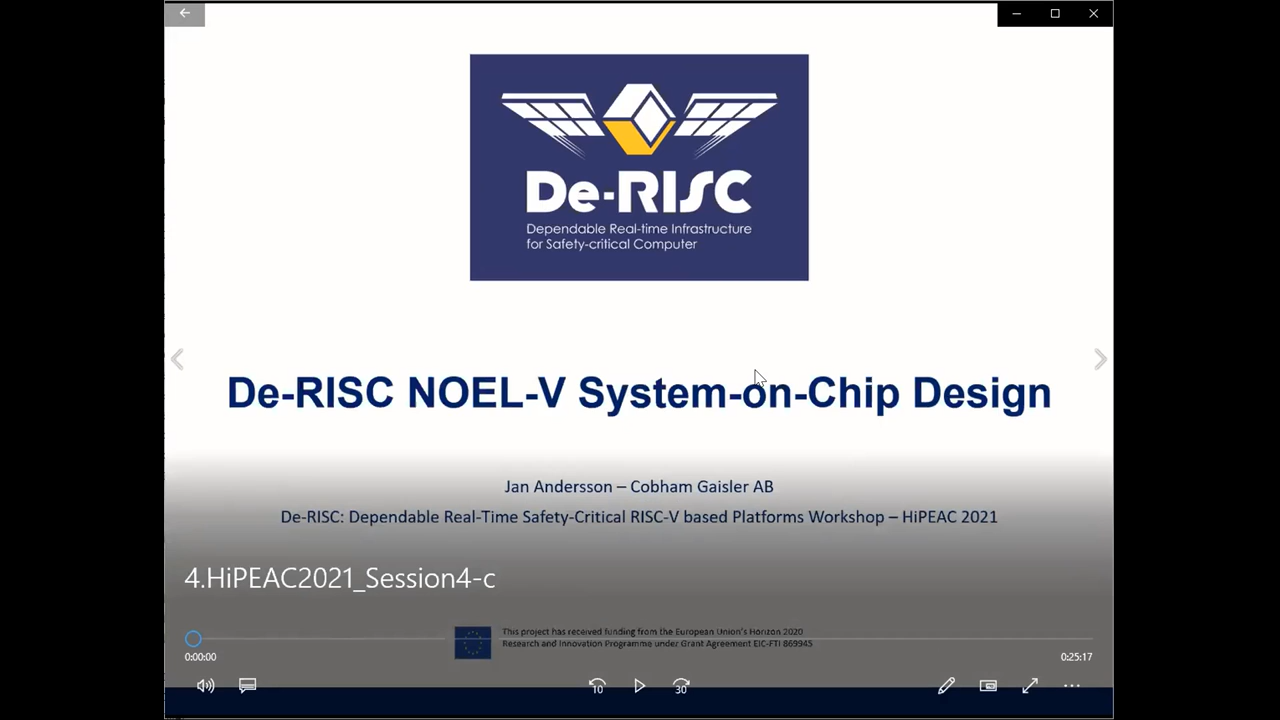 De-RISC
Dependable Real-time Infrastructure
for Safety-critical Computer
De-RISC NOEL-V System-on-Chip Design
Jan Andersson – Cobham Gaisler AB
De-RISC: Dependable Real-Time Safety-Critical RISC-V based Platforms Workshop – HiPEAC 2021
4.HiPEAC2021_Session4-c
This project has received funding from the European Union's Horizon 2020
Research and Innovation Programme under Grant Agreement EIC-FTI 869945
0:00:00
0:25:17
10
30